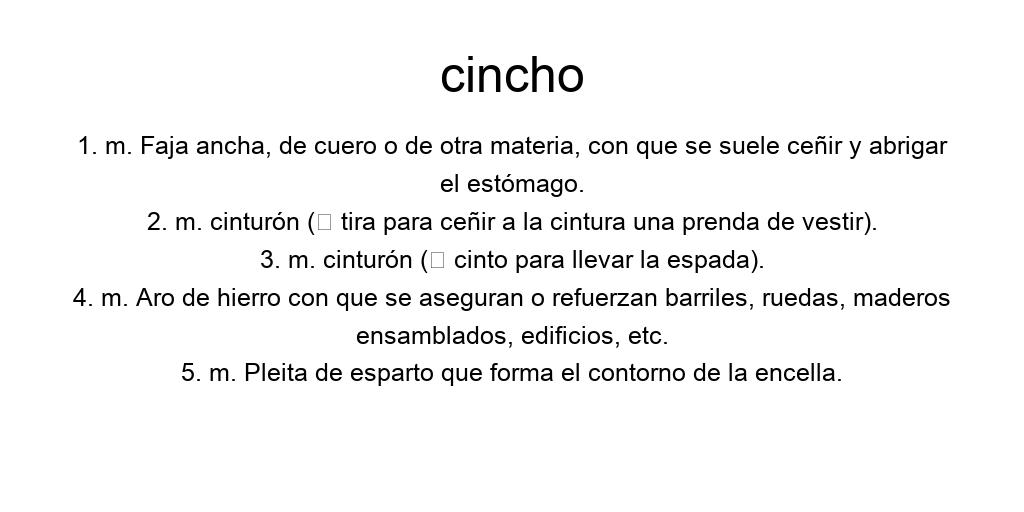 cincho
1. m. Faja ancha, de cuero o de otra materia, con que se suele ceñir y abrigar
el estómago.
2. m. cinturón (□ tira para ceñir a la cintura una prenda de vestir).
3. m. cinturón (□ cinto para llevar la espada).
4. m. Aro de hierro con que se aseguran o refuerzan barriles, ruedas, maderos
ensamblados, edificios, etc.
5. m. Pleita de esparto que forma el contorno de la encella.